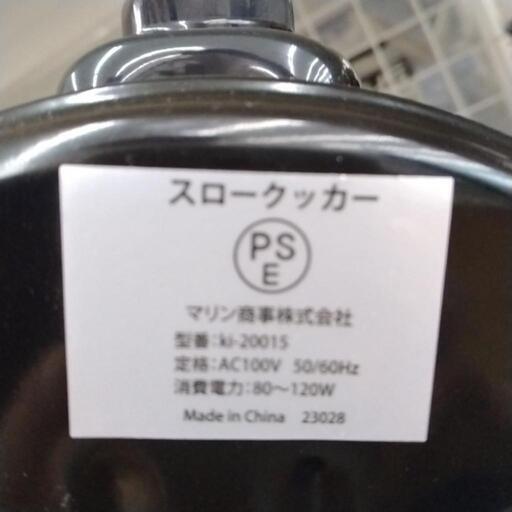 スロークッカー
PS
E
マリン商事株式会社
型番:ki-20015
定格:AC100V 50/60Hz
消費電力:80～120W
Made in China 23028